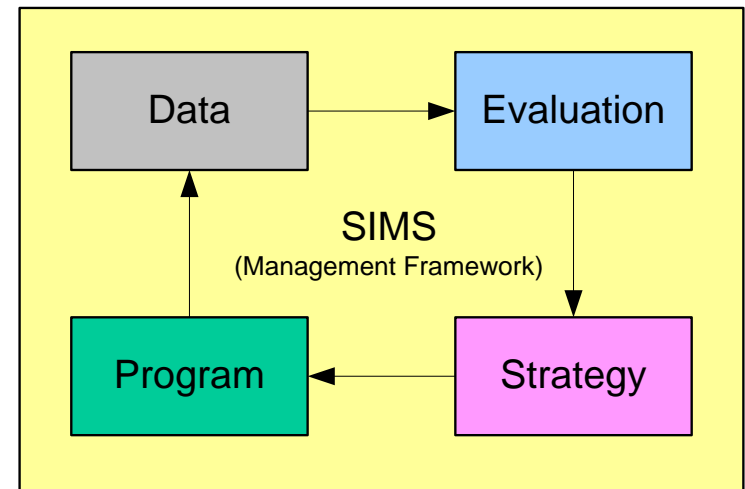 Data
Evaluation
SIMS
(Management Framework)
Program
Strategy